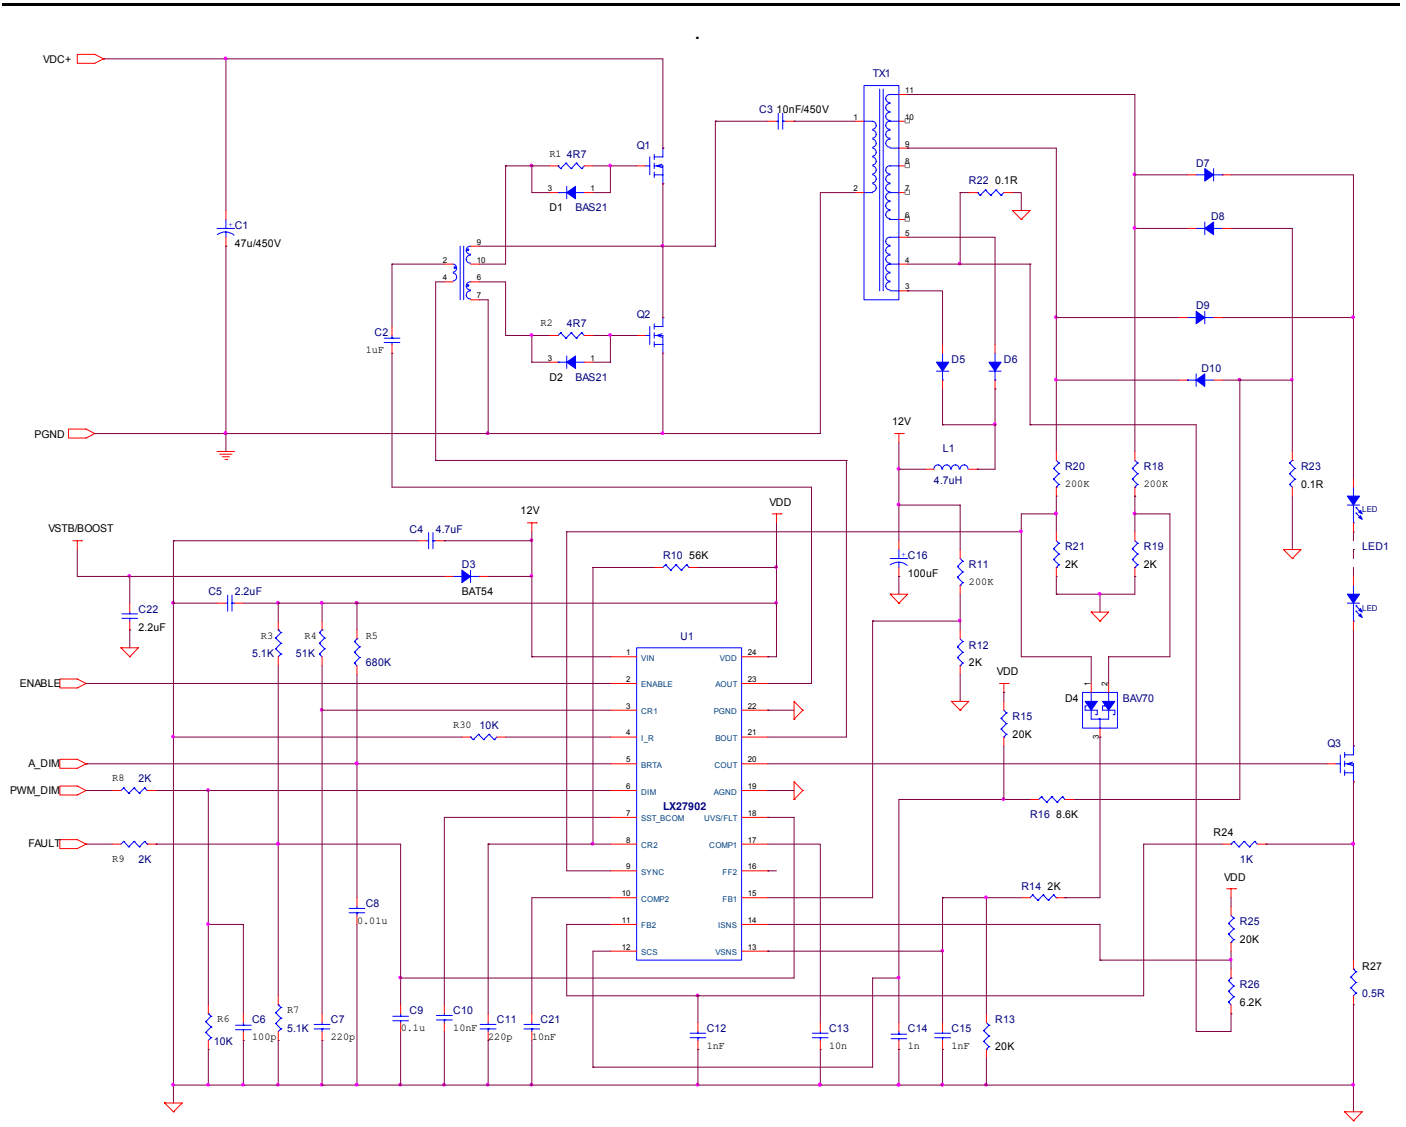 VDC+
TX1
C3 10nF/450V
11
10
9
8
7
6
5
4
3
1
2
Q1
R1 4R7
3 1
D1 BAS21
D7
R22 0.1R
D8
C1
47u/450V
9
10
6
7
2
4
Q2
R2 4R7
3 1
D2 BAS21
C2
1uF
D9
D5
D6
D10
12V
L1
4.7uH
PGND
R20
200K
R18
200K
R23
0.1R
VDD
LED
LED1
LED
VSTB/BOOST
C4 4.7uF
12V
D3
BAT54
R10 56K
C16
100uF
R11
200K
R21
2K
R19
2K
C5 2.2uF
C22
2.2uF
R3
5.1K
R4
51K
R5
680K
U1
R12
2K
VDD
1 VIN
2 ENABLE
3 CR1
4 I_R
5 BRTA
6 DIM
7 SST_BCOM
8 CR2
9 SYNC
10 COMP2
11 FB2
12 SCS
LX27902
VDD 24
AOUT 23
PGND 22
BOUT 21
COUT 20
AGND 19
UVS/FLT 18
COMP1 17
FF2 16
FB1 15
ISNS 14
VSNS 13
ENABLE
R30 10K
A_DIM
R8 2K
PWM_DIM
FAULT
R9 2K
1 2
D4 BAV70
3
R15
20K
Q3
R16 8.6K
R24
1K
VDD
R14 2K
R25
20K
R26
6.2K
R27
0.5R
C8
0.01u
R6
10K
C6
100p
R7
5.1K
C7
220p
C9
0.1u
C10
10nF
C11
220p
C21
10nF
C12
1nF
C13
10n
C14
1n
C15
1nF
R13
20K